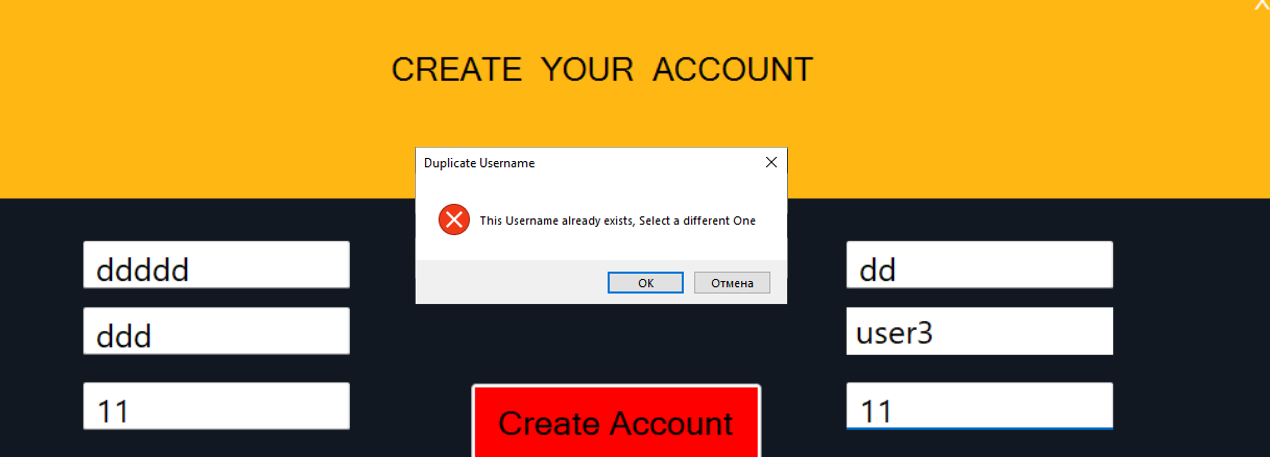 CREATE YOUR ACCOUNT
Duplicate Username
This Username already exists, Select a different One
OK Отмена
ddddd dd
ddd user3
11 11
Create Account